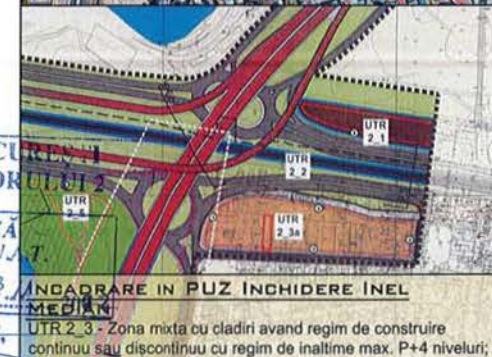 UTR
2_1
UTR
2_2
UTR
2_5
UTR
2_3a
INCADRARE IN PUZ INCHIDERE INEL
MEDIAN
UTR 2_3 - Zona mixta cu cladiri avand regim de construire
continuu sau discontinuu cu regim de inaltime max. P+4 niveluri;